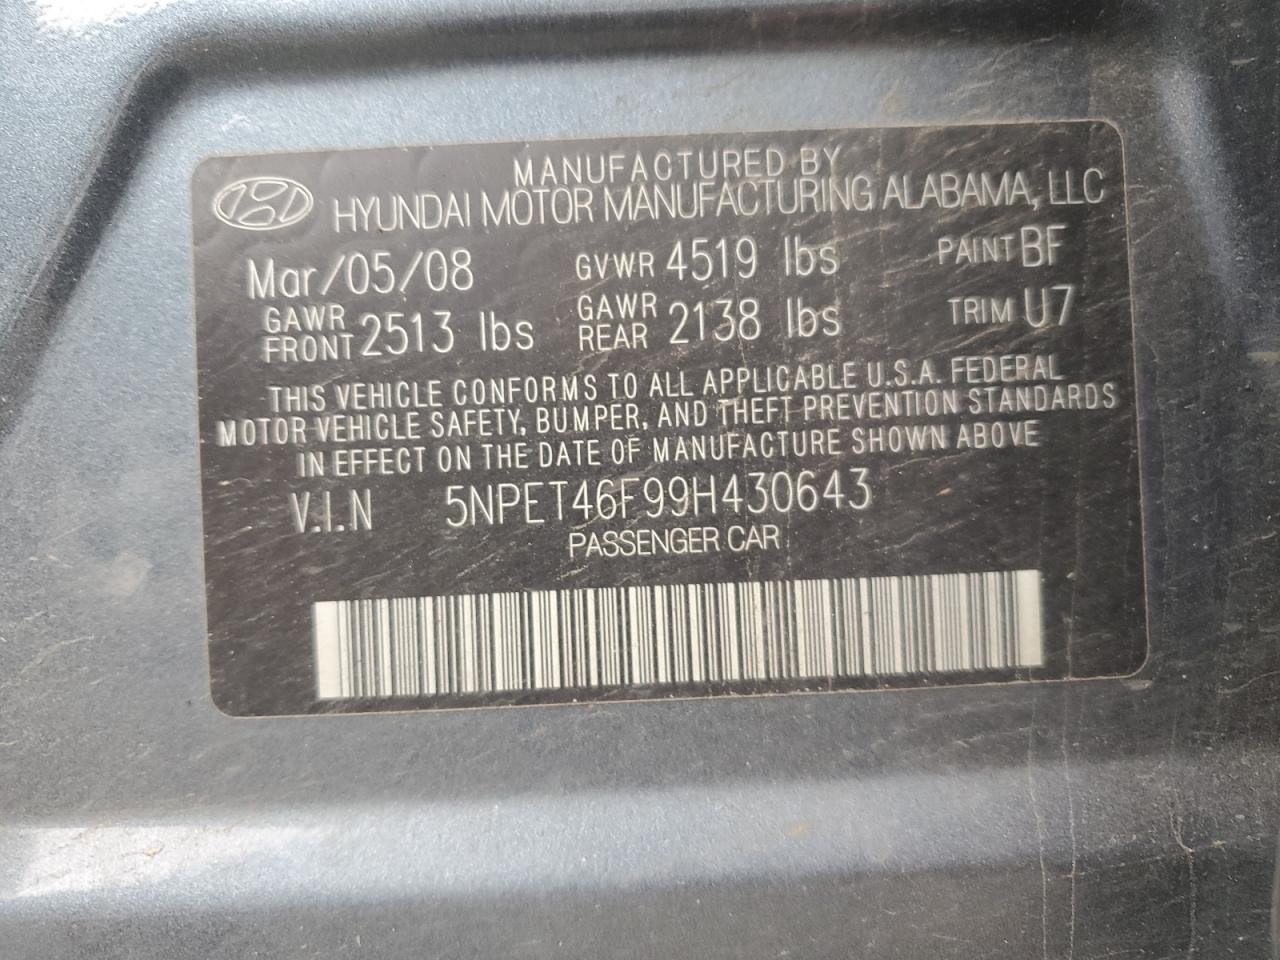 MANUFACTURED BY
HYUNDAI MOTOR MANUFACTURING ALABAMA, LLC
Mar/05/08 GVWR 4519 lbs PAINT BF
GAWR FRONT 2513 lbs GAWR REAR 2138 lbs TRIM U7
THIS VEHICLE CONFORMS TO ALL APPLICABLE U.S.A. FEDERAL
MOTOR VEHICLE SAFETY, BUMPER, AND THEFT PREVENTION STANDARDS
IN EFFECT ON THE DATE OF MANUFACTURE SHOWN ABOVE
V.I.N 5NPET46F99H430643
PASSENGER CAR